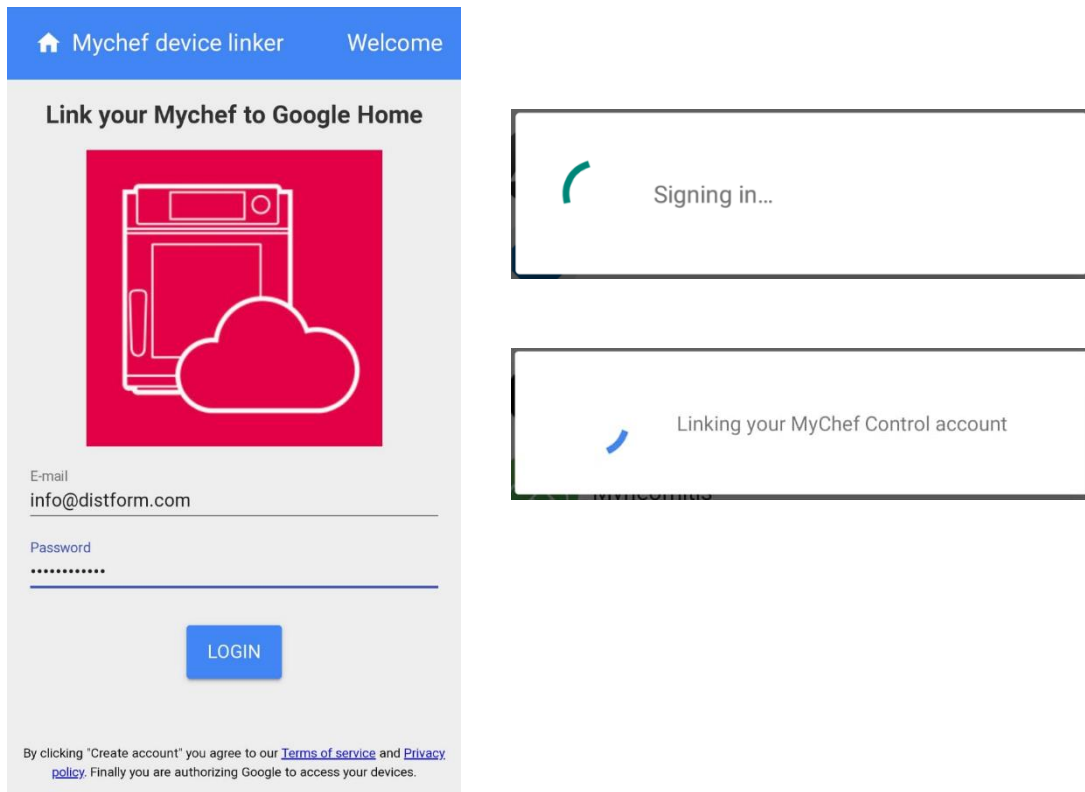 Mychef device linker Welcome
Link your Mychef to Google Home
E-mail
info@distform.com
Password
••••••••••••
LOGIN
By clicking "Create account" you agree to our Terms of service and Privacy
policy. Finally you are authorizing Google to access your devices.
Signing in...
Linking your MyChef Control account